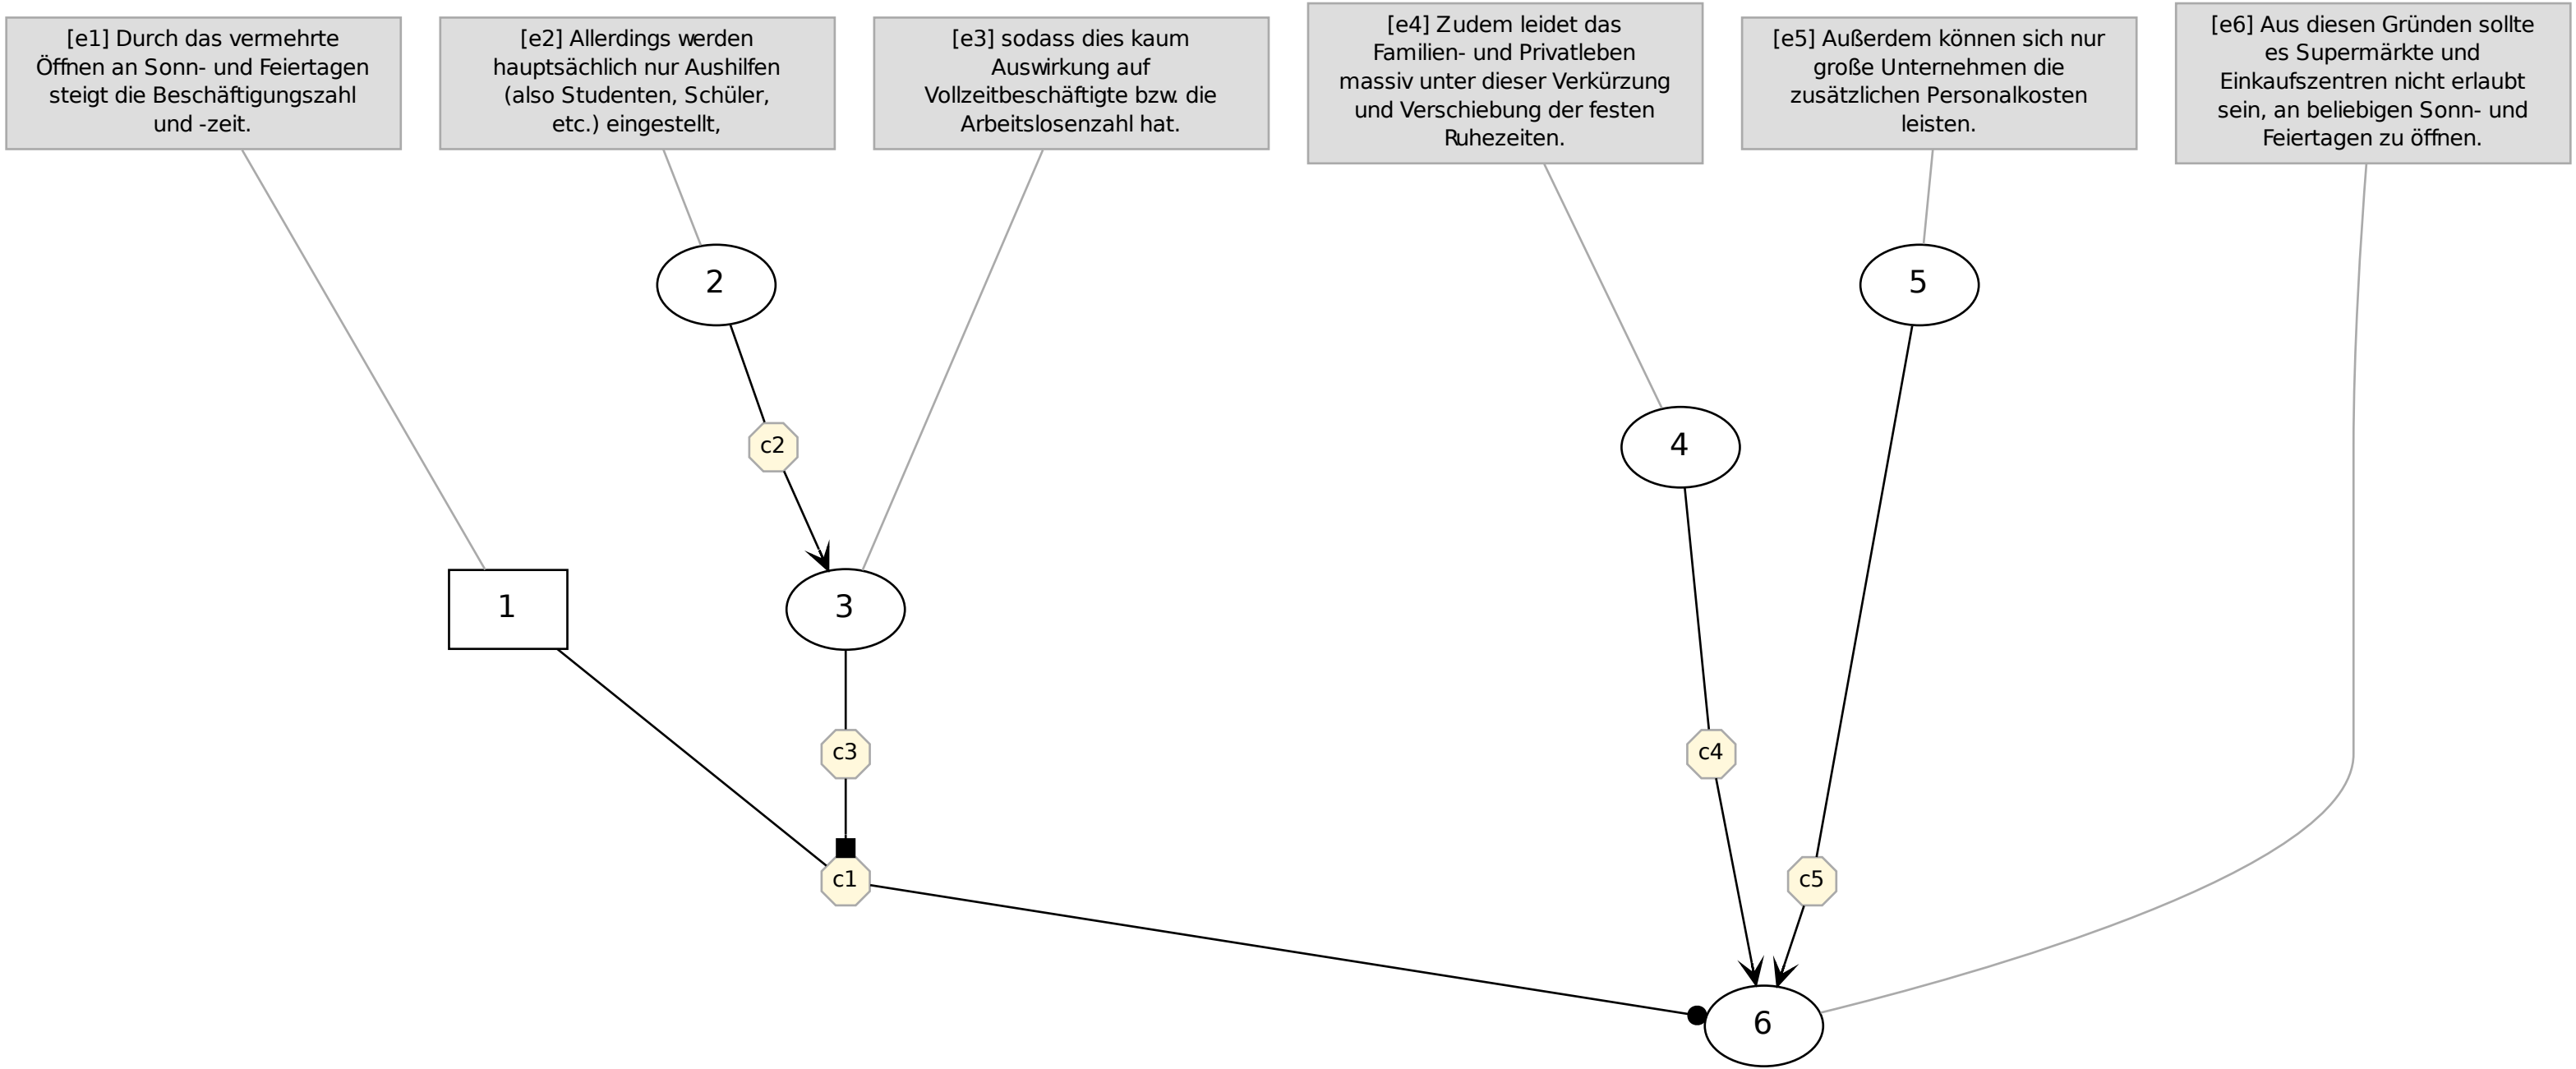 [e1] Durch das vermehrte
Öffnen an Sonn- und Feiertagen
steigt die Beschäftigungszahl
und -zeit.
[e2] Allerdings werden
hauptsächlich nur Aushilfen
(also Studenten, Schüler,
etc.) eingestellt,
[e3] sodass dies kaum
Auswirkung auf
Vollzeitbeschäftigte bzw. die
Arbeitslosenzahl hat.
[e4] Zudem leidet das
Familien- und Privatleben
massiv unter dieser Verkürzung
und Verschiebung der festen
Ruhezeiten.
[e5] Außerdem können sich nur
große Unternehmen die
zusätzlichen Personalkosten
leisten.
[e6] Aus diesen Gründen sollte
es Supermärkte und
Einkaufszentren nicht erlaubt
sein, an beliebigen Sonn- und
Feiertagen zu öffnen.
2
5
c2
4
1
3
c3
c4
c1
c5
6